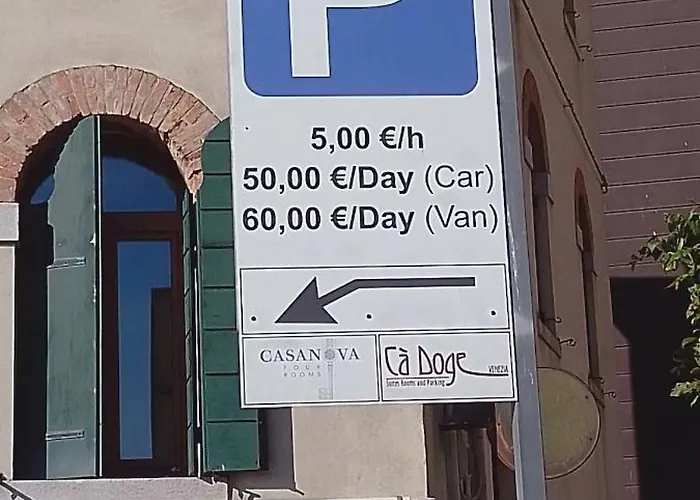 P
5,00 €/h
50,00 €/Day (Car)
60,00 €/Day (Van)
CASANOVA
FOUR
ROOMS
Cà Doge VENEZIA
Suites Rooms and Parking